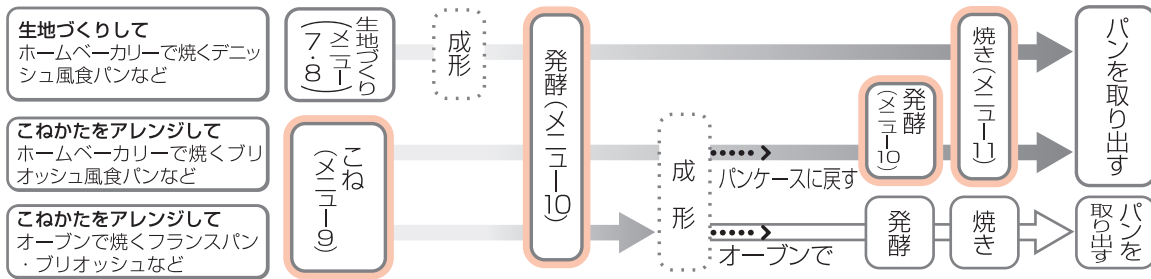 生地づくりして
ホームベーカリーで焼くデニッ
シュ風食パンなど
生地づくり
メニュー
(7・8)
成形
発酵(メニュー10)
焼き(メニュー11)
パンを取り出す
こねかたをアレンジして
ホームベーカリーで焼くブリ
オッシュ風食パンなど
こね
(メニュー9)
成形
パンケースに戻す
発酵
(メニュー10)
こねかたをアレンジして
オーブンで焼くフランスパン
・ブリオッシュなど
オーブンで
発酵
焼き
パンを
取り出す